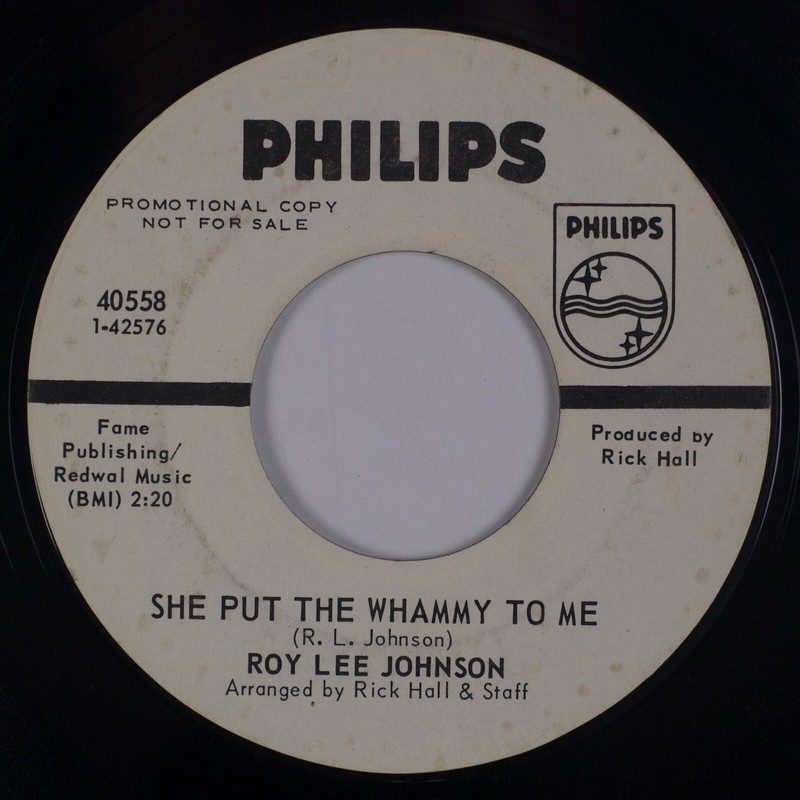 PHILIPS
PROMOTIONAL COPY
NOT FOR SALE
PHILIPS
40558
1-42576
Fame
Publishing/
Redwal Music
(BMI) 2:20
Produced by
Rick Hall
SHE PUT THE WHAMMY TO ME
(R. L. Johnson)
ROY LEE JOHNSON
Arranged by Rick Hall & Staff